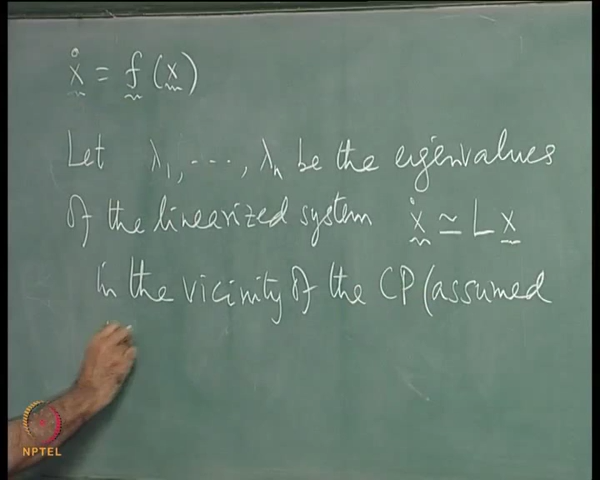 ẋ = f (x)
Let λ₁, ..., λₙ be the eigenvalues
of the linearized system ẋ ≃ L x
in the vicinity of the CP (assumed
NPTEL